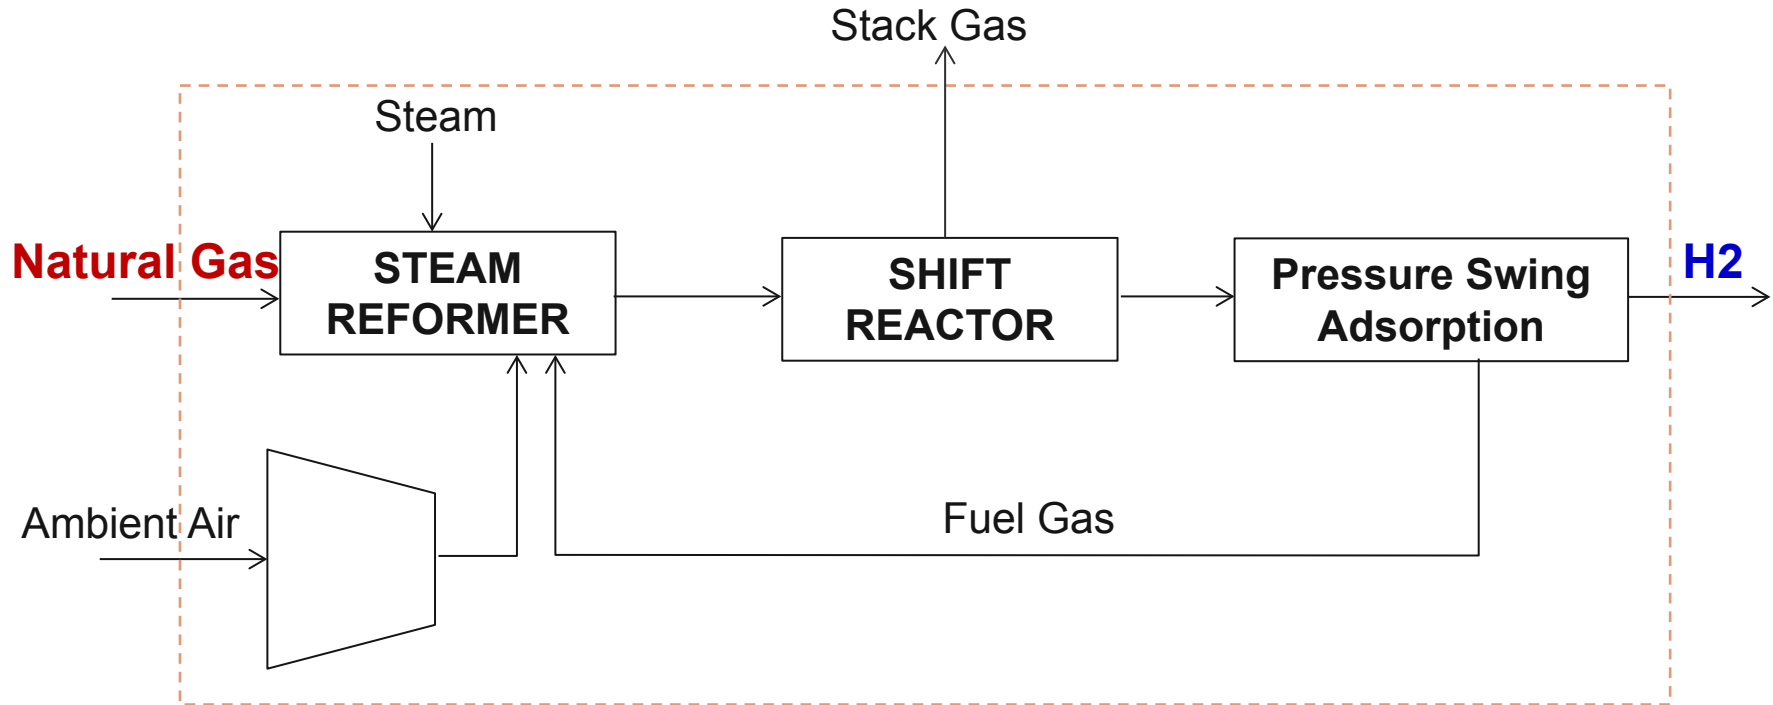 Stack Gas
Steam
Natural Gas
STEAM
REFORMER
SHIFT
REACTOR
Pressure Swing
Adsorption
H2
Ambient Air
Fuel Gas